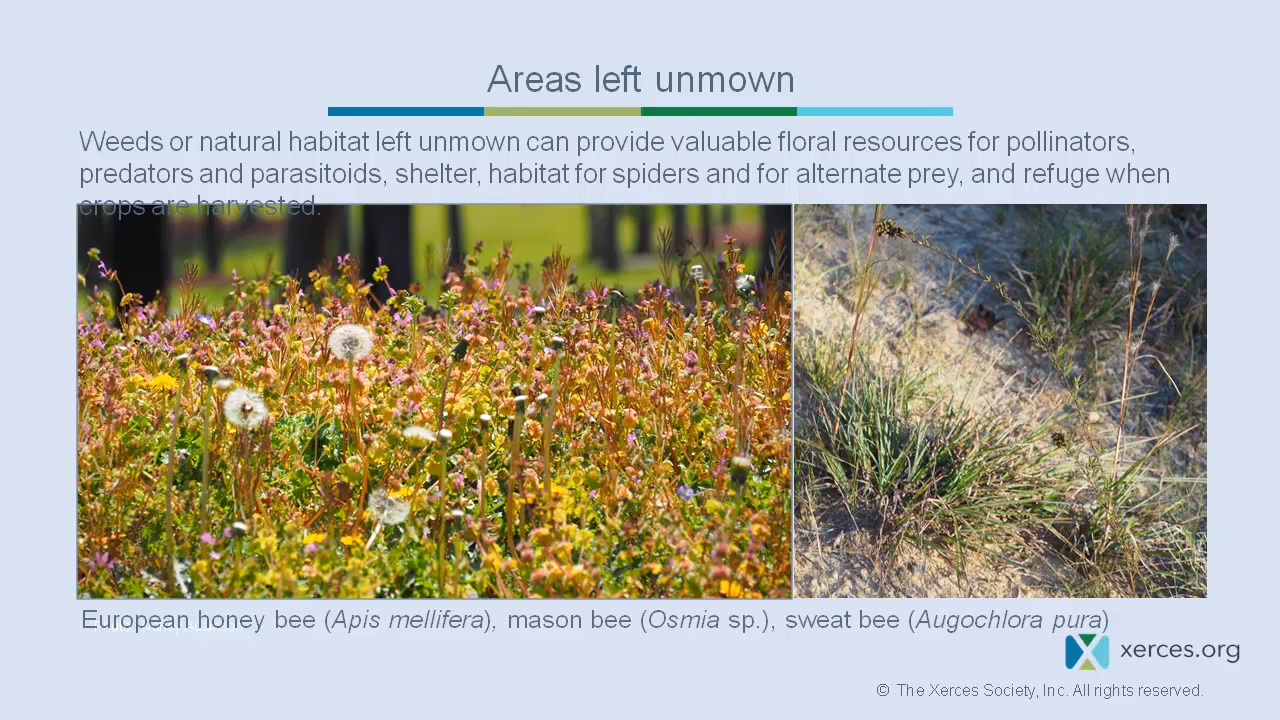 Areas left unmown
Weeds or natural habitat left unmown can provide valuable floral resources for pollinators,
predators and parasitoids, shelter, habitat for spiders and for alternate prey, and refuge when
crops are harvested.
European honey bee (Apis mellifera), mason bee (Osmia sp.), sweat bee (Augochlora pura)
xerces.org
© The Xerces Society, Inc. All rights reserved.